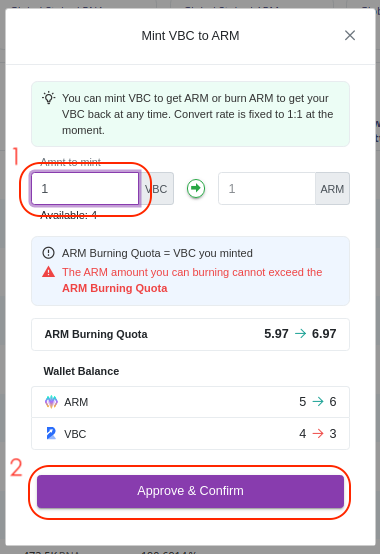 Mint VBC to ARM
You can mint VBC to get ARM or burn ARM to get your
VBC back at any time. Convert rate is fixed to 1:1 at the
moment.
1
Amnt to mint
1 VBC 1 ARM
Available: 4
ARM Burning Quota = VBC you minted
The ARM amount you can burning cannot exceed the
ARM Burning Quota
ARM Burning Quota 5.97 → 6.97
Wallet Balance
ARM 5 → 6
VBC 4 → 3
2
Approve & Confirm